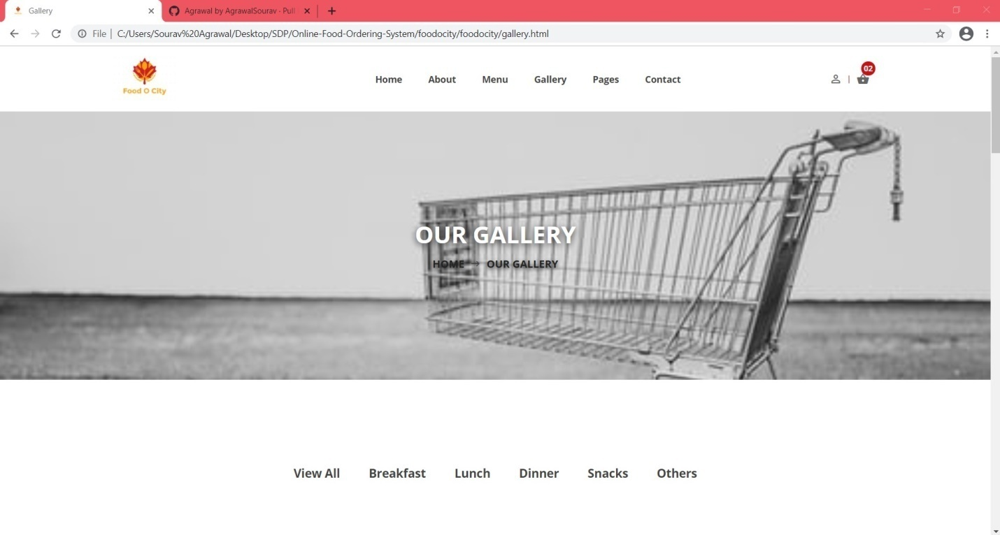 Gallery
Agrawal by AgrawalSourav · Pull
File | C:/Users/Sourav%20Agrawal/Desktop/SDP/Online-Food-Ordering-System/foodocity/foodocity/gallery.html
Food O City
Home About Menu Gallery Pages Contact
02
OUR GALLERY
HOME → OUR GALLERY
View All Breakfast Lunch Dinner Snacks Others